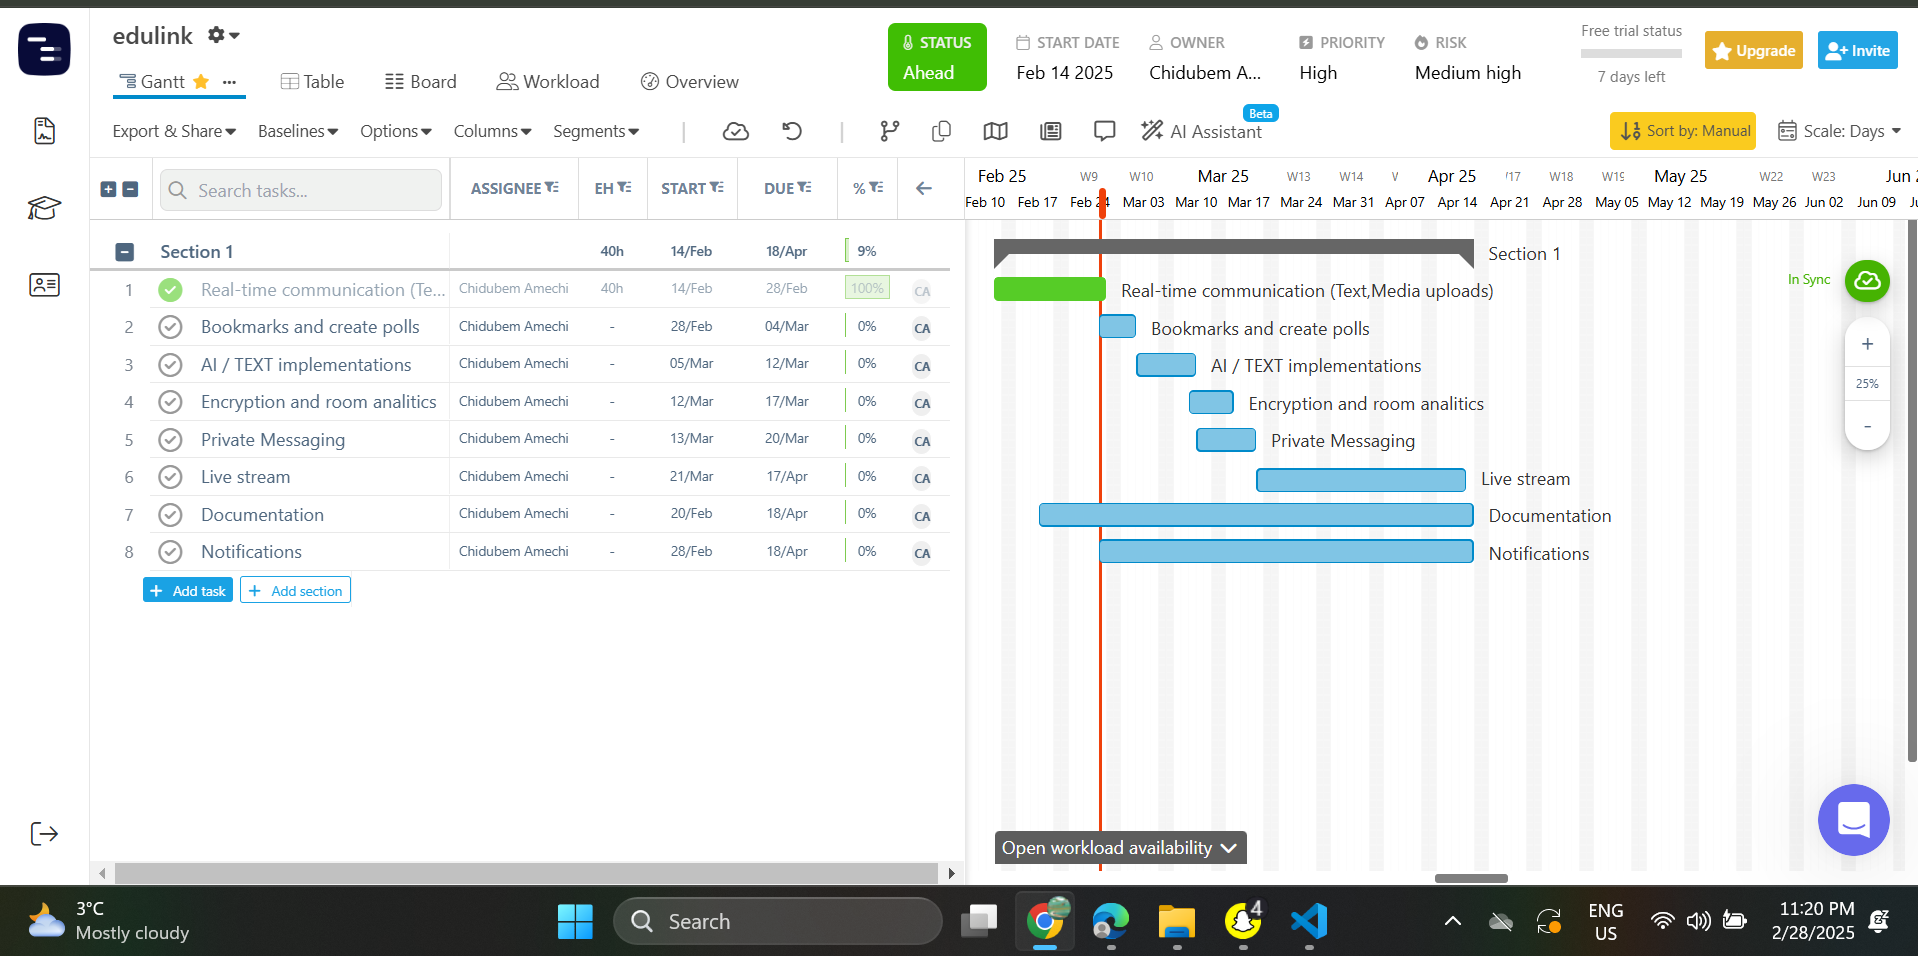 edulink
STATUS
Ahead
START DATE
Feb 14 2025
OWNER
Chidubem A...
PRIORITY
High
RISK
Medium high
Free trial status
7 days left
Upgrade
Invite
Gantt
Table
Board
Workload
Overview
Export & Share
Baselines
Options
Columns
Segments
AI Assistant
Beta
Sort by: Manual
Scale: Days
Search tasks...
ASSIGNEE EH START DUE %
Feb 25 W9 W10 Mar 25 W13 W14 W Apr 25 W18 W19 May 25 W22 W23 Jun
Feb 10 Feb 17 Feb 24 Mar 03 Mar 10 Mar 17 Mar 24 Mar 31 Apr 07 Apr 14 Apr 21 Apr 28 May 05 May 12 May 19 May 26 Jun 02 Jun 09
Section 1 40h 14/Feb 18/Apr 9%
1 Real-time communication (Te... Chidubem Amechi 40h 14/Feb 28/Feb 100% CA
2 Bookmarks and create polls Chidubem Amechi - 28/Feb 04/Mar 0% CA
3 AI / TEXT implementations Chidubem Amechi - 05/Mar 12/Mar 0% CA
4 Encryption and room analitics Chidubem Amechi - 12/Mar 17/Mar 0% CA
5 Private Messaging Chidubem Amechi - 13/Mar 20/Mar 0% CA
6 Live stream Chidubem Amechi - 21/Mar 17/Apr 0% CA
7 Documentation Chidubem Amechi - 20/Feb 18/Apr 0% CA
8 Notifications Chidubem Amechi - 28/Feb 18/Apr 0% CA
+ Add task
+ Add section
Section 1
Real-time communication (Text,Media uploads)
Bookmarks and create polls
AI / TEXT implementations
Encryption and room analitics
Private Messaging
Live stream
Documentation
Notifications
In Sync
+
25%
-
Open workload availability
3°C
Mostly cloudy
Search
4
ENG
US
11:20 PM
2/28/2025